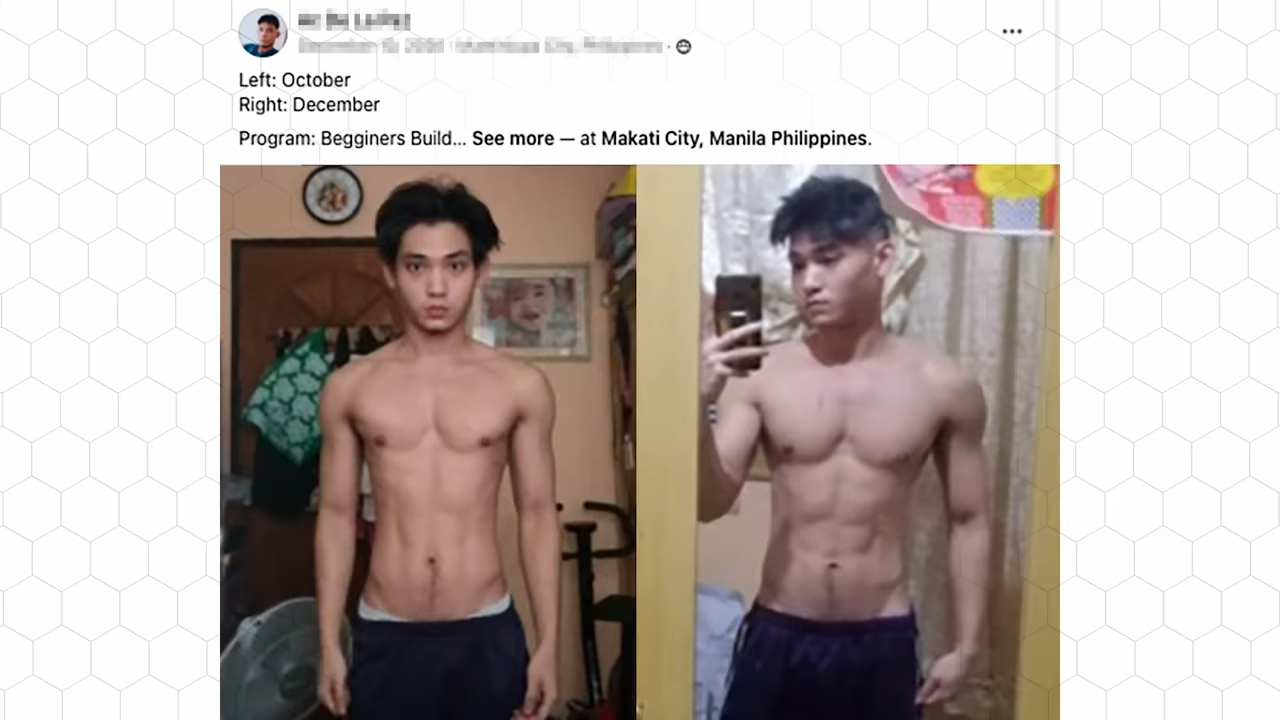 Left: October
Right: December
Program: Begginers Build... See more — at Makati City, Manila Philippines.